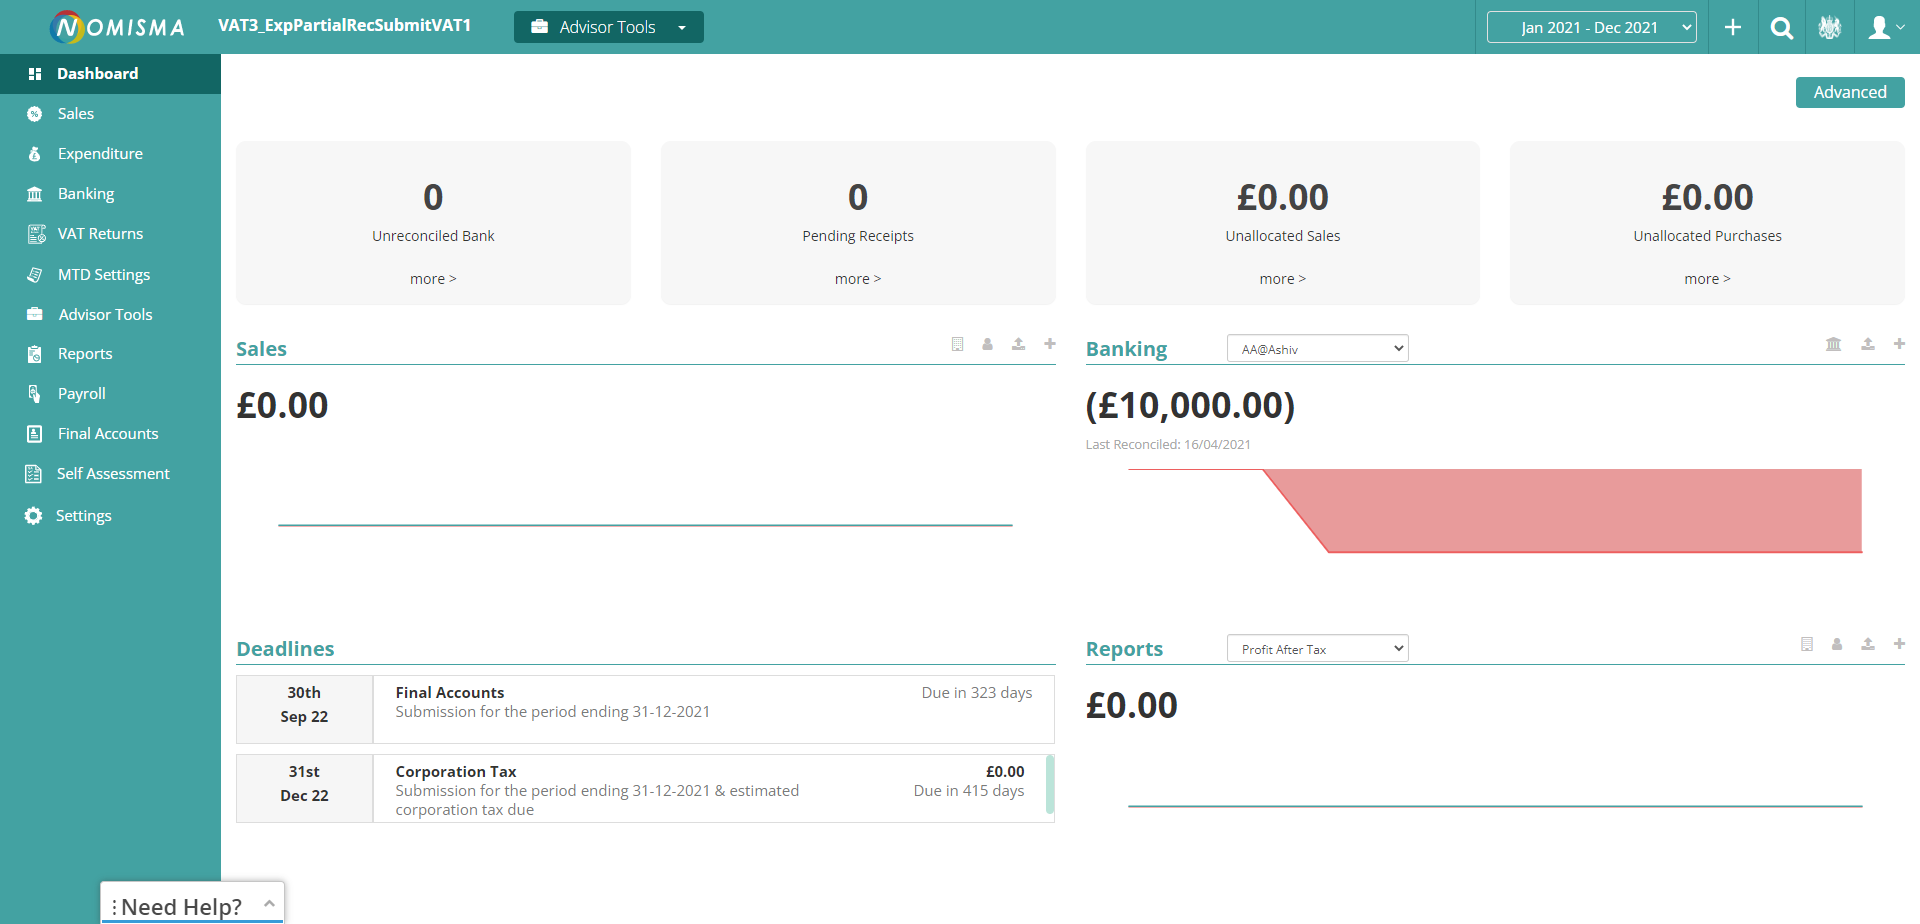 NOMISMA
VAT3_ExpPartialRecSubmitVAT1
Advisor Tools
Jan 2021 - Dec 2021
Dashboard
Sales
Expenditure
Banking
VAT Returns
MTD Settings
Advisor Tools
Reports
Payroll
Final Accounts
Self Assessment
Settings
Advanced
0
Unreconciled Bank
more >
0
Pending Receipts
more >
£0.00
Unallocated Sales
more >
£0.00
Unallocated Purchases
more >
Sales
£0.00
Banking
AA@Ashiv
(£10,000.00)
Last Reconciled: 16/04/2021
Deadlines
30th
Sep 22
Final Accounts
Due in 323 days
Submission for the period ending 31-12-2021
31st
Dec 22
Corporation Tax
£0.00
Submission for the period ending 31-12-2021 & estimated
Due in 415 days
corporation tax due
Reports
Profit After Tax
£0.00
Need Help?